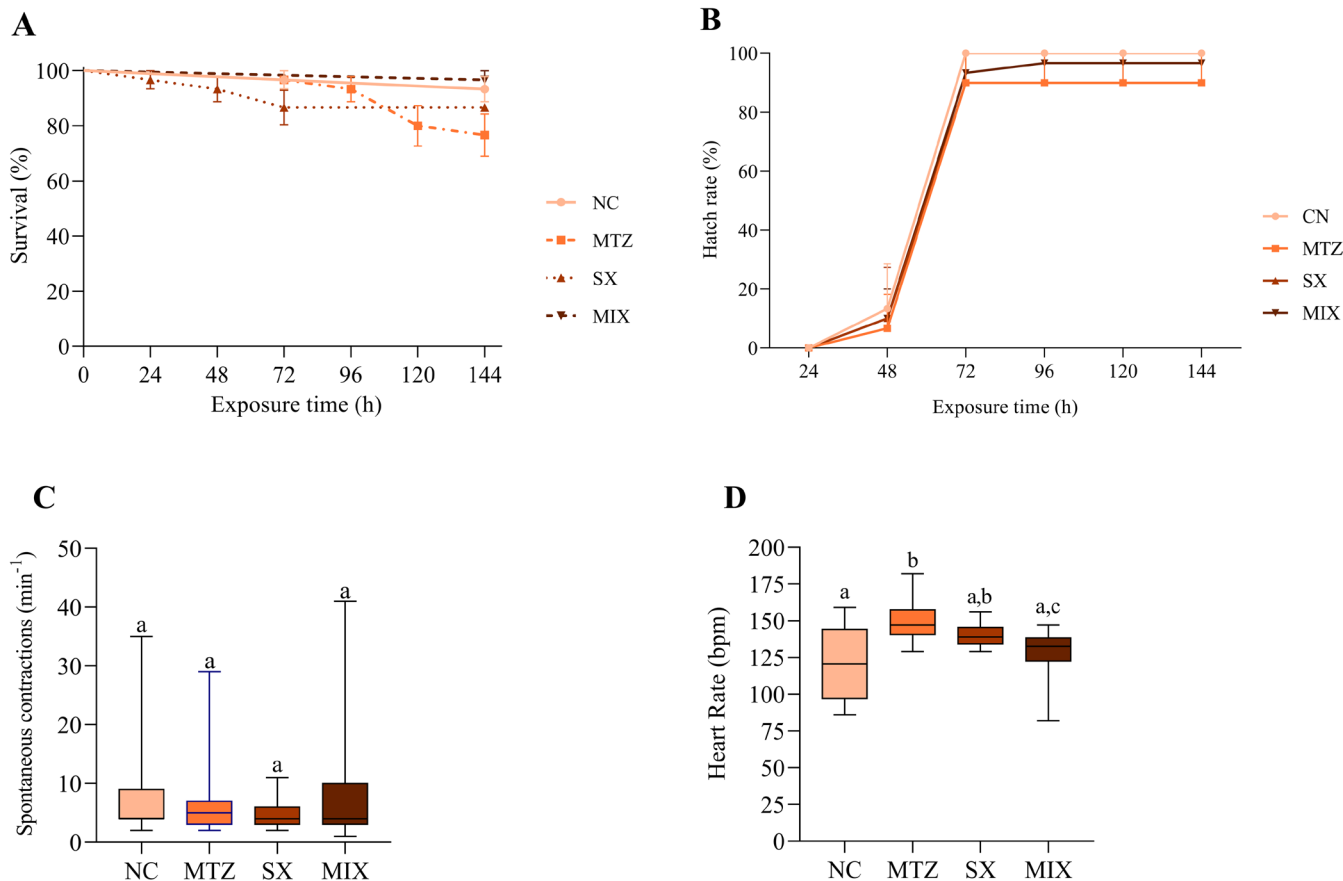 A
Survival (%)
100
80
60
40
20
0
0 24 48 72 96 120 144
Exposure time (h)
NC
MTZ
SX
MIX
B
Hatch rate (%)
100
80
60
40
20
0
24 48 72 96 120 144
Exposure time (h)
CN
MTZ
SX
MIX
C
Spontaneous contractions (min⁻¹)
50
40
30
20
10
0
a
a
a
a
NC MTZ SX MIX
D
Heart Rate (bpm)
200
175
150
125
100
75
50
25
0
a
b
a,b
a,c
NC MTZ SX MIX